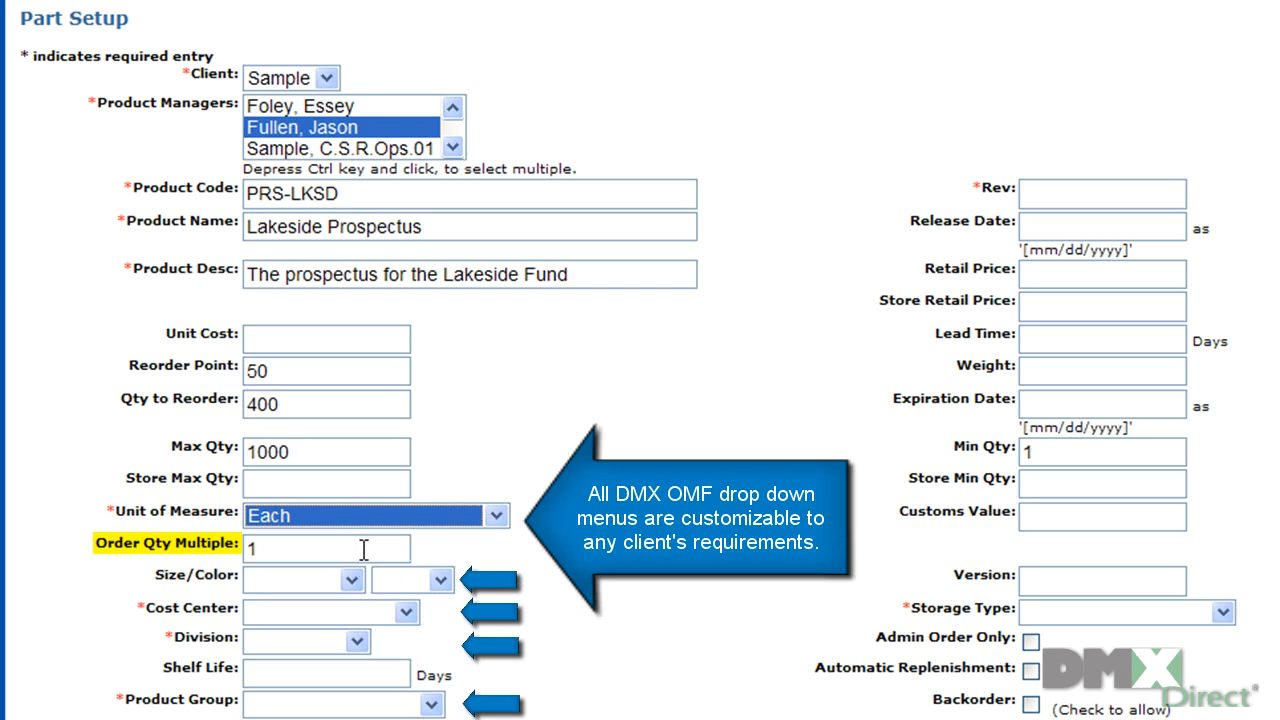 Part Setup
* indicates required entry
*Client: Sample
*Product Managers: Foley, Essey
Fullen, Jason
Sample, C.S.R.Ops.01
Depress Ctrl key and click, to select multiple.
*Product Code: PRS-LKSD
*Rev:
*Product Name: Lakeside Prospectus
Release Date: as
'[mm/dd/yyyy]'
*Product Desc: The prospectus for the Lakeside Fund
Retail Price:
Store Retail Price:
Unit Cost:
Lead Time: Days
Reorder Point: 50
Weight:
Qty to Reorder: 400
Expiration Date: as
'[mm/dd/yyyy]'
Max Qty: 1000
Min Qty: 1
Store Max Qty:
Store Min Qty:
*Unit of Measure: Each
Customs Value:
All DMX OMF drop down
menus are customizable to
any client's requirements.
Order Qty Multiple: 1
Size/Color:
Version:
*Cost Center:
*Storage Type:
*Division:
Admin Order Only:
Shelf Life: Days
Automatic Replenishment:
*Product Group:
Backorder: (Check to allow)
DMX
Direct